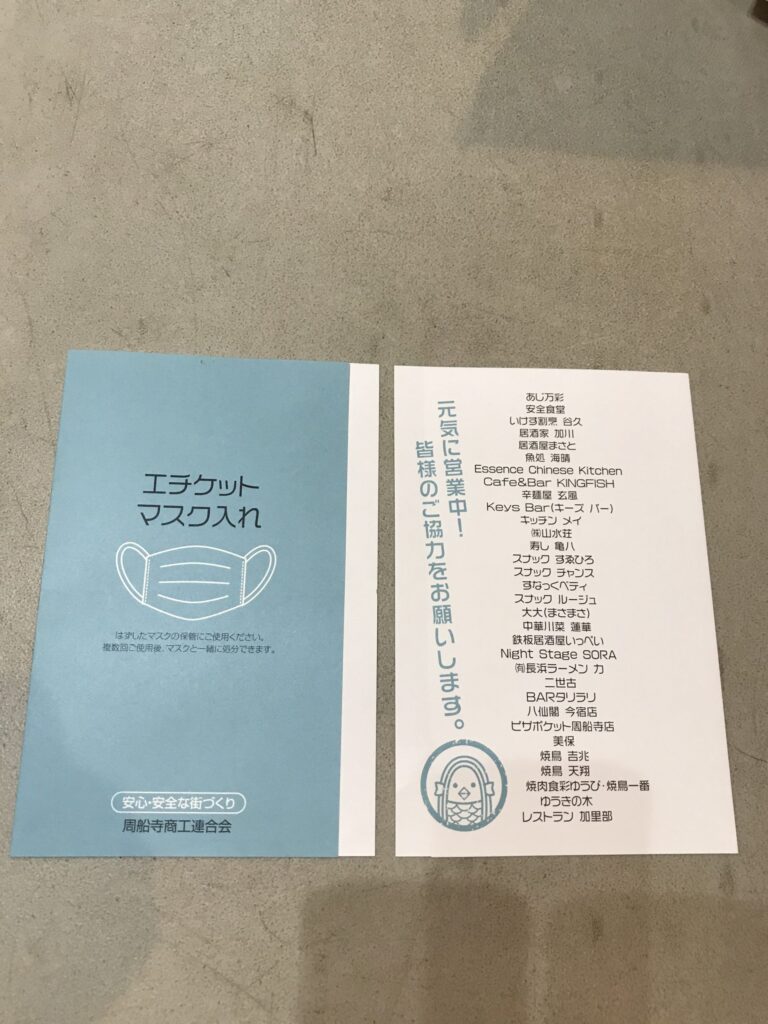 エチケット
マスク入れ
はずしたマスクの保管にご使用ください。
複数回ご使用後、マスクと一緒に処分できます。
安心・安全な街づくり
周船寺商工連合会
元気に営業中！
皆様のご協力をお願いします。
あじ万彩
安全食堂
いけす割烹 谷久
居酒家 加川
居酒屋まさと
魚処 海晴
Essence Chinese Kitchen
Cafe&Bar KINGFISH
辛麺屋 玄風
Keys Bar(キーズ バー)
キッチン メイ
㈱山水荘
寿し 亀八
スナック すゑひろ
スナック チャンス
すなっくベティ
スナック ルージュ
大大(まさまさ)
中華川菜 蓮華
鉄板居酒屋いっぺい
Night Stage SORA
㈲長浜ラーメン 力
二世古
BARタリラリ
八仙閣 今宿店
ピザポケット周船寺店
美保
焼鳥 吉兆
焼鳥 天翔
焼肉食彩ゆうび・焼鳥一番
ゆうきの木
レストラン 加里部